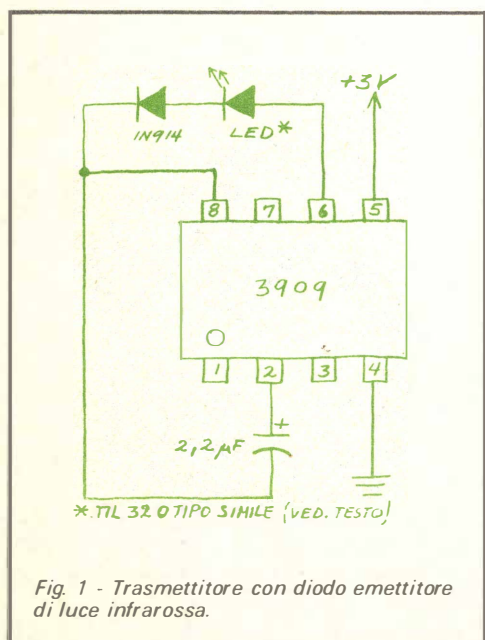 +3V
1N914 LED*
8 7 6 5
3909
1 2 3 4
+
2,2µF
* TIL 32 O TIPO SIMILE (VED. TESTO)
Fig. 1 - Trasmettitore con diodo emettitore
di luce infrarossa.